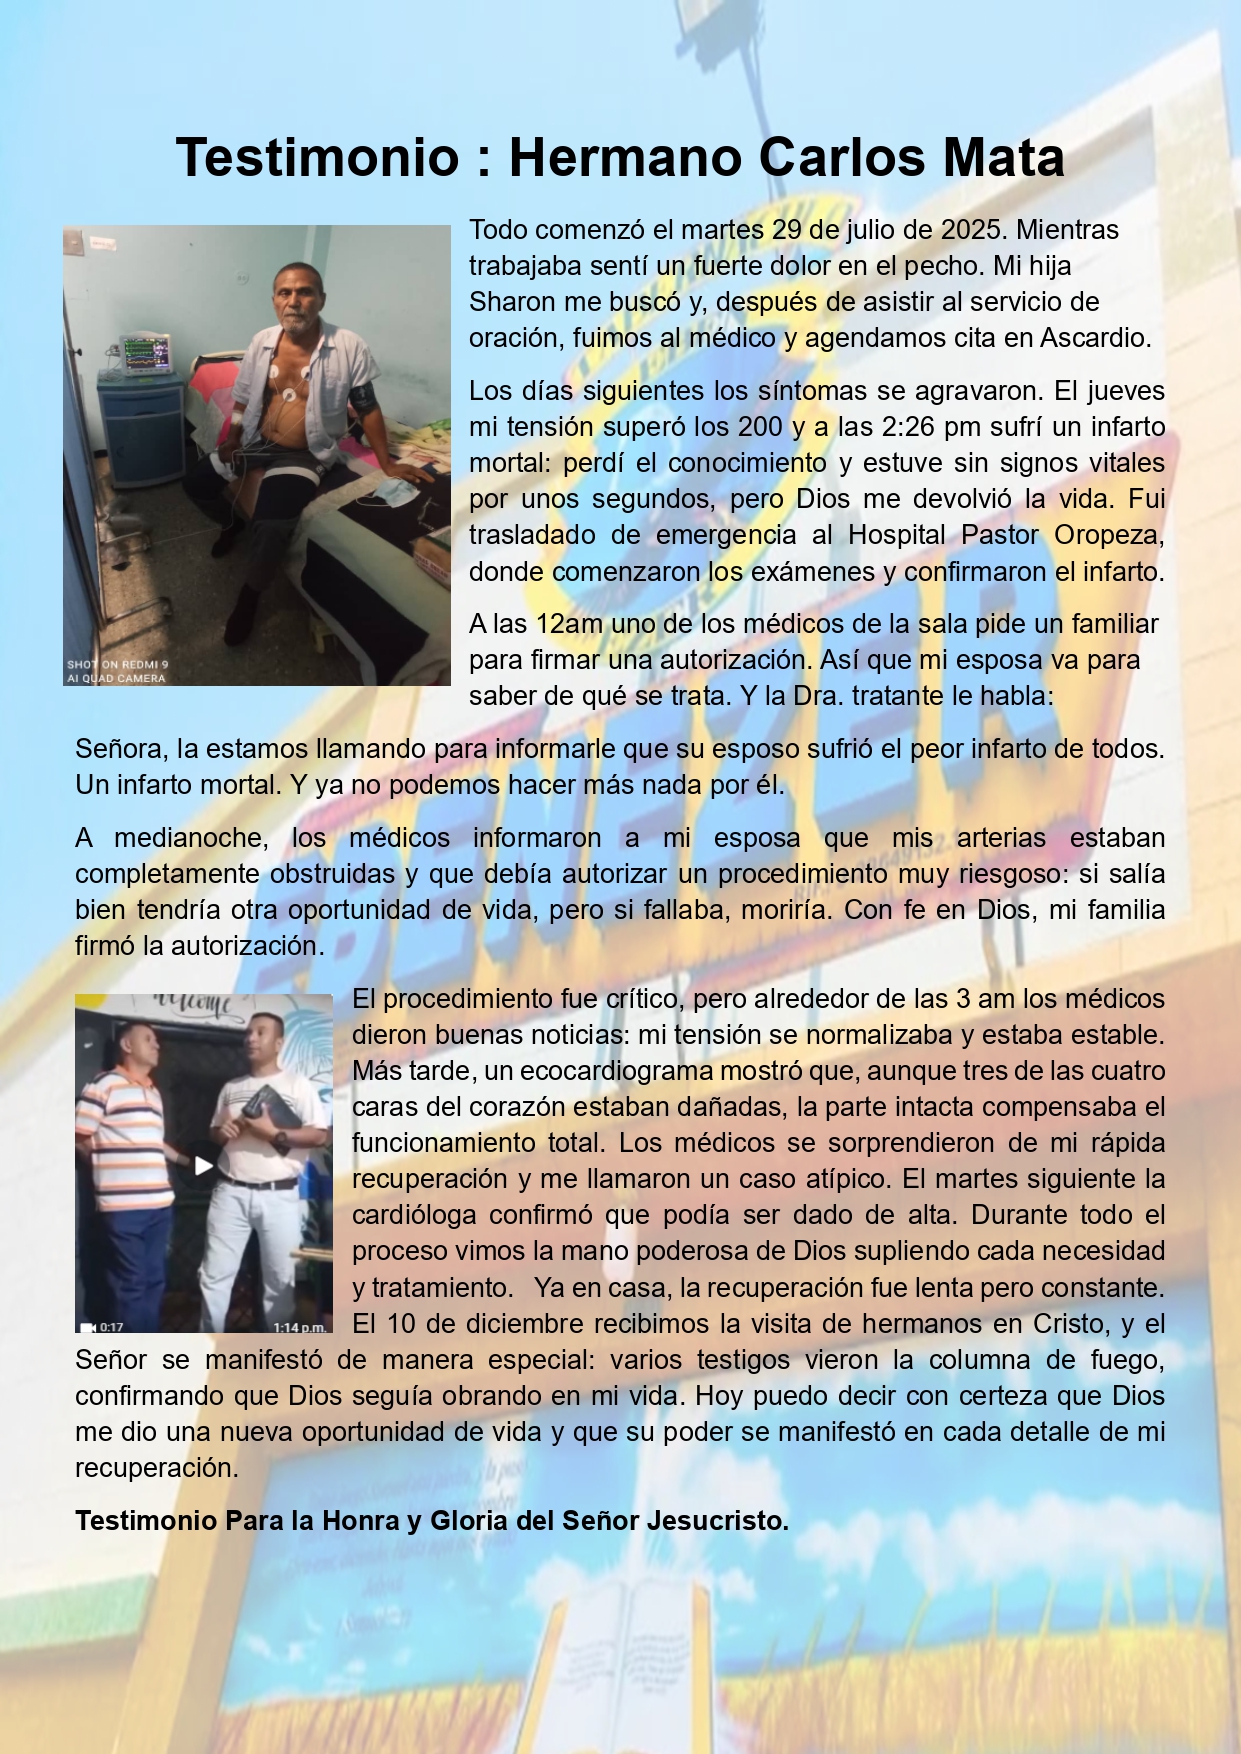 Testimonio : Hermano Carlos Mata
Todo comenzó el martes 29 de julio de 2025. Mientras
trabajaba sentí un fuerte dolor en el pecho. Mi hija
Sharon me buscó y, después de asistir al servicio de
oración, fuimos al médico y agendamos cita en Ascardio.
Los días siguientes los síntomas se agravaron. El jueves
mi tensión superó los 200 y a las 2:26 pm sufrí un infarto
mortal: perdí el conocimiento y estuve sin signos vitales
por unos segundos, pero Dios me devolvió la vida. Fui
trasladado de emergencia al Hospital Pastor Oropeza,
donde comenzaron los exámenes y confirmaron el infarto.
A las 12am uno de los médicos de la sala pide un familiar
para firmar una autorización. Así que mi esposa va para
saber de qué se trata. Y la Dra. tratante le habla:
SHOT ON REDMI 9
AI QUAD CAMERA
Señora, la estamos llamando para informarle que su esposo sufrió el peor infarto de todos.
Un infarto mortal. Y ya no podemos hacer más nada por él.
A medianoche, los médicos informaron a mi esposa que mis arterias estaban
completamente obstruidas y que debía autorizar un procedimiento muy riesgoso: si salía
bien tendría otra oportunidad de vida, pero si fallaba, moriría. Con fe en Dios, mi familia
firmó la autorización.
El procedimiento fue crítico, pero alrededor de las 3 am los médicos
dieron buenas noticias: mi tensión se normalizaba y estaba estable.
Más tarde, un ecocardiograma mostró que, aunque tres de las cuatro
caras del corazón estaban dañadas, la parte intacta compensaba el
funcionamiento total. Los médicos se sorprendieron de mi rápida
recuperación y me llamaron un caso atípico. El martes siguiente la
cardióloga confirmó que podía ser dado de alta. Durante todo el
proceso vimos la mano poderosa de Dios supliendo cada necesidad
y tratamiento. Ya en casa, la recuperación fue lenta pero constante.
El 10 de diciembre recibimos la visita de hermanos en Cristo, y el
Señor se manifestó de manera especial: varios testigos vieron la columna de fuego,
confirmando que Dios seguía obrando en mi vida. Hoy puedo decir con certeza que Dios
me dio una nueva oportunidad de vida y que su poder se manifestó en cada detalle de mi
recuperación.
welcome
0:17
1:14 p.m.
Testimonio Para la Honra y Gloria del Señor Jesucristo.
EBENEZER